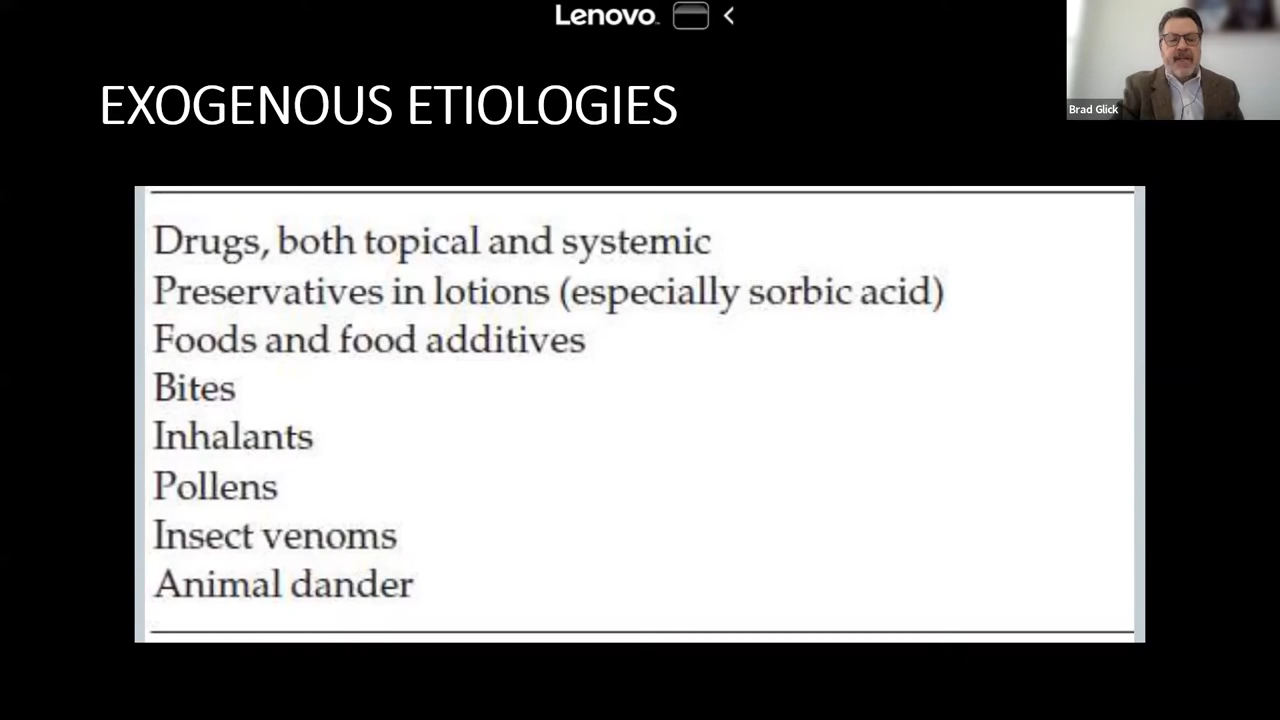 Lenovo
EXOGENOUS ETIOLOGIES
Brad Glick
Drugs, both topical and systemic
Preservatives in lotions (especially sorbic acid)
Foods and food additives
Bites
Inhalants
Pollens
Insect venoms
Animal dander